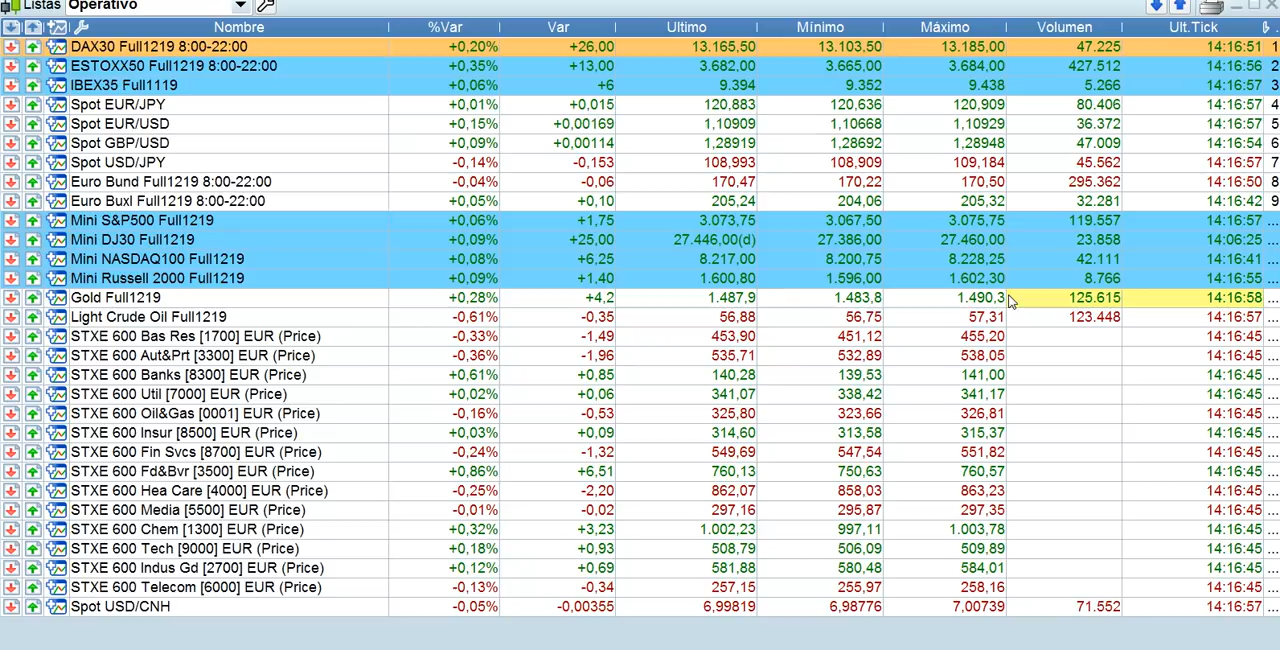 Listas Operativo
Nombre %Var Var Ultimo Mínimo Máximo Volumen Ult.Tick
DAX30 Full1219 8:00-22:00 +0,20% +26,00 13.165,50 13.103,50 13.185,00 47.225 14:16:51 1
ESTOXX50 Full1219 8:00-22:00 +0,35% +13,00 3.682,00 3.665,00 3.684,00 427.512 14:16:56 2
IBEX35 Full1119 +0,06% +6 9.394 9.352 9.438 5.266 14:16:57 3
Spot EUR/JPY +0,01% +0,015 120,883 120,636 120,909 80.406 14:16:57 4
Spot EUR/USD +0,15% +0,00169 1,10909 1,10668 1,10929 36.372 14:16:57 5
Spot GBP/USD +0,09% +0,00114 1,28919 1,28692 1,28948 47.009 14:16:54 6
Spot USD/JPY -0,14% -0,153 108,993 108,909 109,184 45.562 14:16:57 7
Euro Bund Full1219 8:00-22:00 -0,04% -0,06 170,47 170,22 170,50 295.362 14:16:50 8
Euro Buxl Full1219 8:00-22:00 +0,05% +0,10 205,24 204,06 205,32 32.281 14:16:42 9
Mini S&P500 Full1219 +0,06% +1,75 3.073,75 3.067,50 3.075,75 119.557 14:16:57 ...
Mini DJ30 Full1219 +0,09% +25,00 27.446,00(d) 27.386,00 27.460,00 23.858 14:06:25 ...
Mini NASDAQ100 Full1219 +0,08% +6,25 8.217,00 8.200,75 8.228,25 42.111 14:16:41 ...
Mini Russell 2000 Full1219 +0,09% +1,40 1.600,80 1.596,00 1.602,30 8.766 14:16:55 ...
Gold Full1219 +0,28% +4,2 1.487,9 1.483,8 1.490,3 125.615 14:16:58 ...
Light Crude Oil Full1219 -0,61% -0,35 56,88 56,75 57,31 123.448 14:16:57 ...
STXE 600 Bas Res [1700] EUR (Price) -0,33% -1,49 453,90 451,12 455,20 14:16:45 ...
STXE 600 Aut&Prt [3300] EUR (Price) -0,36% -1,96 535,71 532,89 538,05 14:16:45 ...
STXE 600 Banks [8300] EUR (Price) +0,61% +0,85 140,28 139,53 141,00 14:16:45 ...
STXE 600 Util [7000] EUR (Price) +0,02% +0,06 341,07 338,42 341,17 14:16:45 ...
STXE 600 Oil&Gas [0001] EUR (Price) -0,16% -0,53 325,80 323,66 326,81 14:16:45 ...
STXE 600 Insur [8500] EUR (Price) +0,03% +0,09 314,60 313,58 315,37 14:16:45 ...
STXE 600 Fin Svcs [8700] EUR (Price) -0,24% -1,32 549,69 547,54 551,82 14:16:45 ...
STXE 600 Fd&Bvr [3500] EUR (Price) +0,86% +6,51 760,13 750,63 760,57 14:16:45 ...
STXE 600 Hea Care [4000] EUR (Price) -0,25% -2,20 862,07 858,03 863,23 14:16:45 ...
STXE 600 Media [5500] EUR (Price) -0,01% -0,02 297,16 295,87 297,35 14:16:45 ...
STXE 600 Chem [1300] EUR (Price) +0,32% +3,23 1.002,23 997,11 1.003,78 14:16:45 ...
STXE 600 Tech [9000] EUR (Price) +0,18% +0,93 508,79 506,09 509,89 14:16:45 ...
STXE 600 Indus Gd [2700] EUR (Price) +0,12% +0,69 581,88 580,48 584,01 14:16:45 ...
STXE 600 Telecom [6000] EUR (Price) -0,13% -0,34 257,15 255,97 258,16 14:16:45 ...
Spot USD/CNH -0,05% -0,00355 6,99819 6,98776 7,00739 71.552 14:16:57 ...